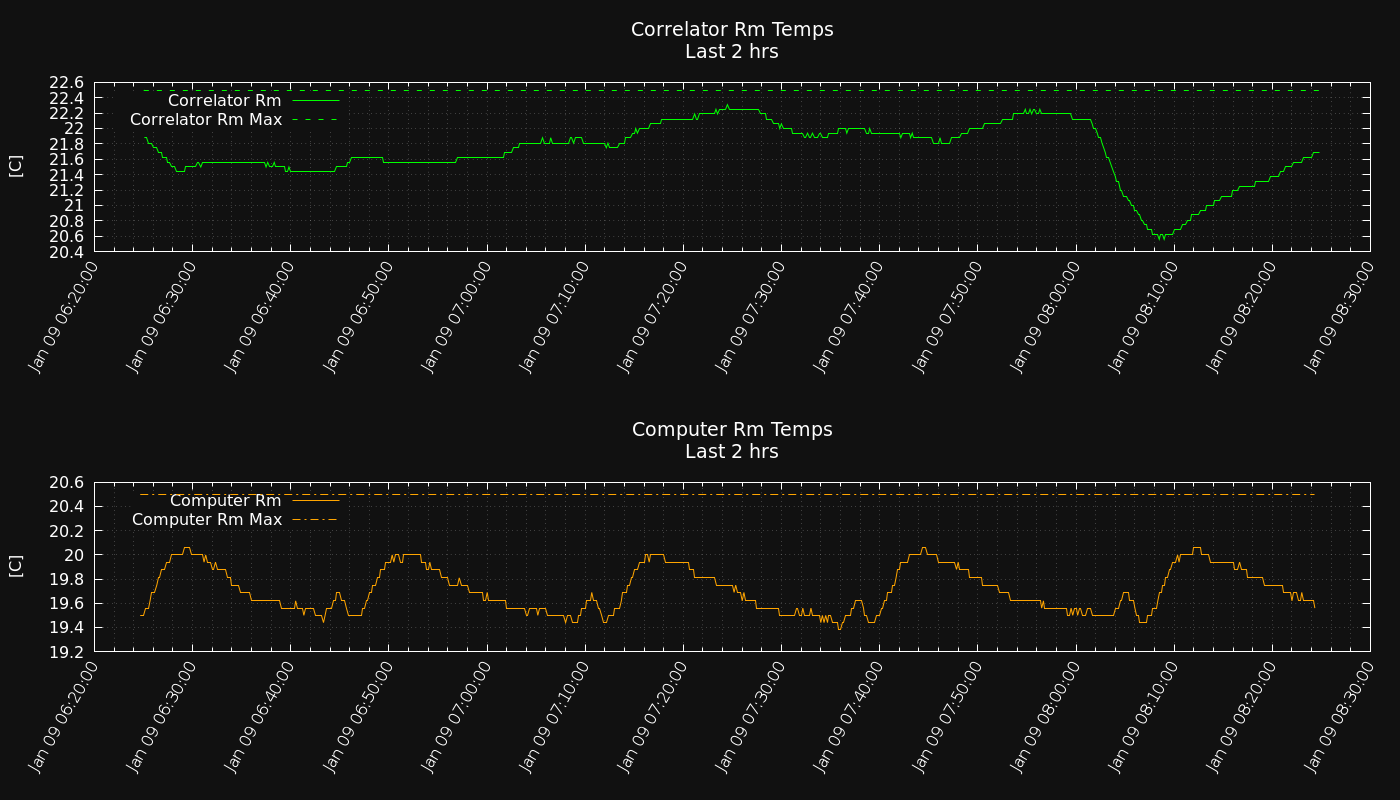 Correlator Rm Temps
Last 2 hrs
22.6
22.4
22.2
22
21.8
21.6
21.4
21.2
21
20.8
20.6
20.4
[C]
Correlator Rm
Correlator Rm Max
Jan 09 06:20:00
Jan 09 06:30:00
Jan 09 06:40:00
Jan 09 06:50:00
Jan 09 07:00:00
Jan 09 07:10:00
Jan 09 07:20:00
Jan 09 07:30:00
Jan 09 07:40:00
Jan 09 07:50:00
Jan 09 08:00:00
Jan 09 08:10:00
Jan 09 08:20:00
Jan 09 08:30:00
Computer Rm Temps
Last 2 hrs
20.6
20.4
20.2
20
19.8
19.6
19.4
19.2
[C]
Computer Rm
Computer Rm Max
Jan 09 06:20:00
Jan 09 06:30:00
Jan 09 06:40:00
Jan 09 06:50:00
Jan 09 07:00:00
Jan 09 07:10:00
Jan 09 07:20:00
Jan 09 07:30:00
Jan 09 07:40:00
Jan 09 07:50:00
Jan 09 08:00:00
Jan 09 08:10:00
Jan 09 08:20:00
Jan 09 08:30:00